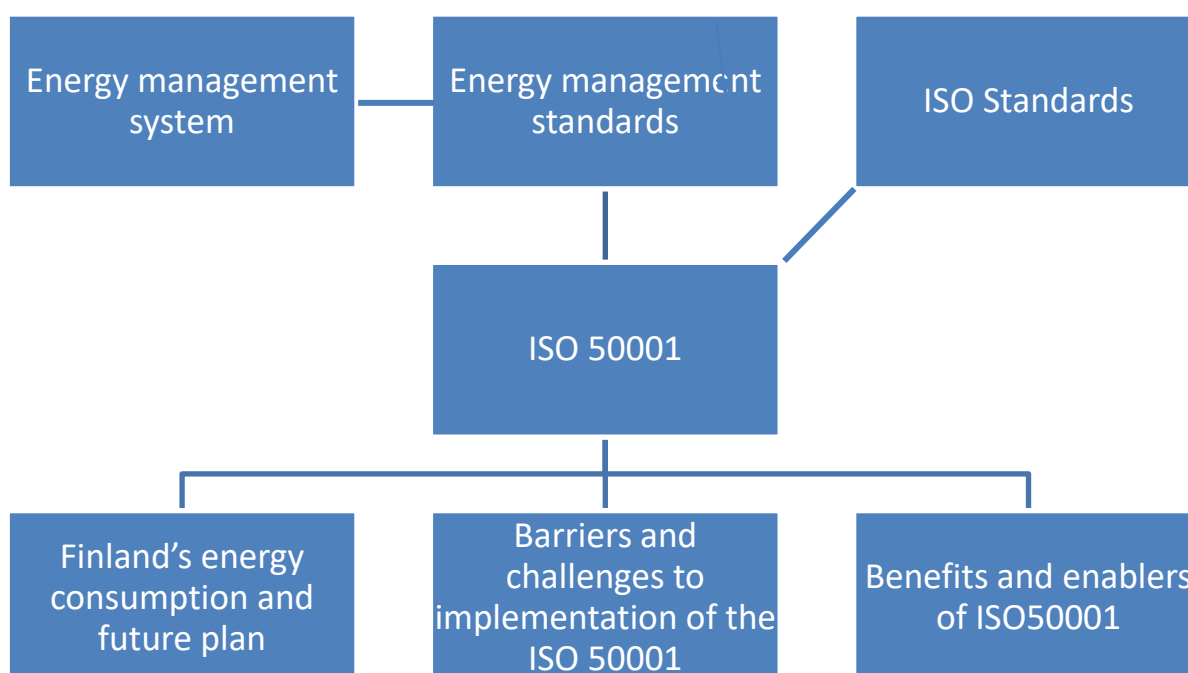 Energy management
system
Energy management
standards
ISO Standards
ISO 50001
Finland’s energy
consumption and
future plan
Barriers and
challenges to
implementation of the
ISO 50001
Benefits and enablers
of ISO50001